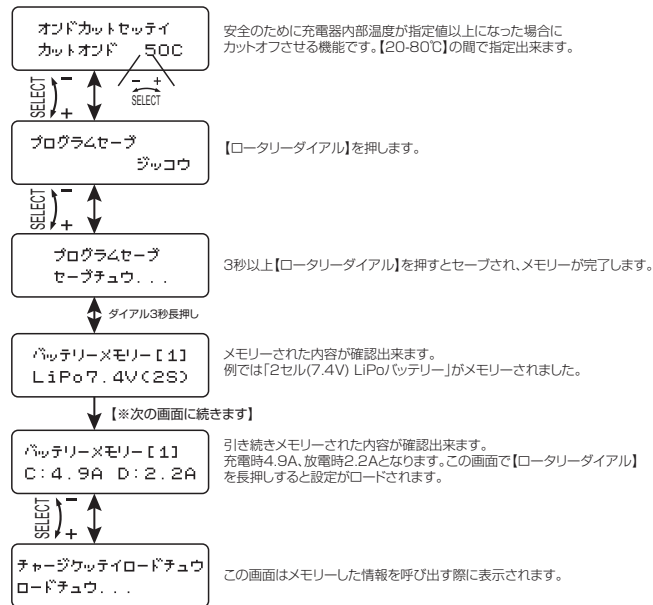 オンドカットセッテイ
カットオンド 50C
安全のために充電器内部温度が指定値以上になった場合に
カットオフさせる機能です。【20-80℃】の間で指定出来ます。
SELECT
－
+
－ +
SELECT
プログラムセーブ
ジッコウ
【ロータリーダイアル】を押します。
SELECT
－
+
プログラムセーブ
セーブチュウ...
3秒以上【ロータリーダイアル】を押すとセーブされ、メモリーが完了します。
ダイアル3秒長押し
バッテリーメモリー[1]
LiPo7.4V(2S)
メモリーされた内容が確認出来ます。
例では「2セル(7.4V) LiPoバッテリー」がメモリーされました。
【※次の画面に続きます】
バッテリーメモリー[1]
C:4.9A D:2.2A
引き続きメモリーされた内容が確認出来ます。
充電時4.9A、放電時2.2Aとなります。この画面で【ロータリーダイアル】
を長押しすると設定がロードされます。
SELECT
－
+
チャージケッテイロードチュウ
ロードチュウ...
この画面はメモリーした情報を呼び出す際に表示されます。